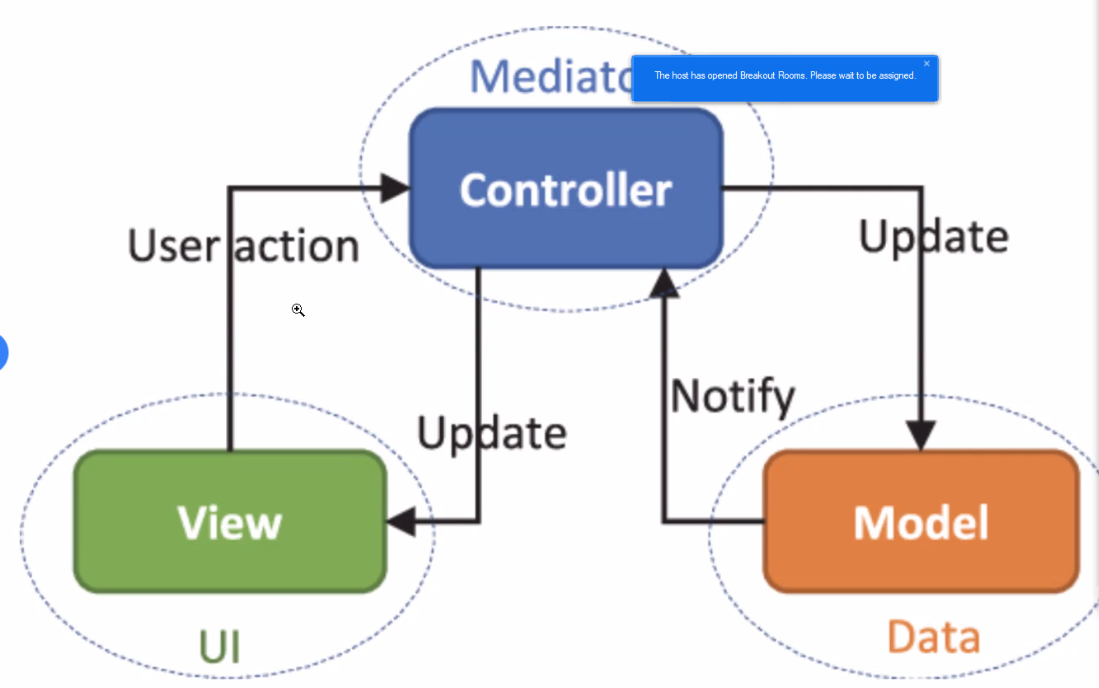 Mediato
The host has opened Breakout Rooms. Please wait to be assigned.
Controller
User action
Update
Notify
Update
View
Model
UI
Data